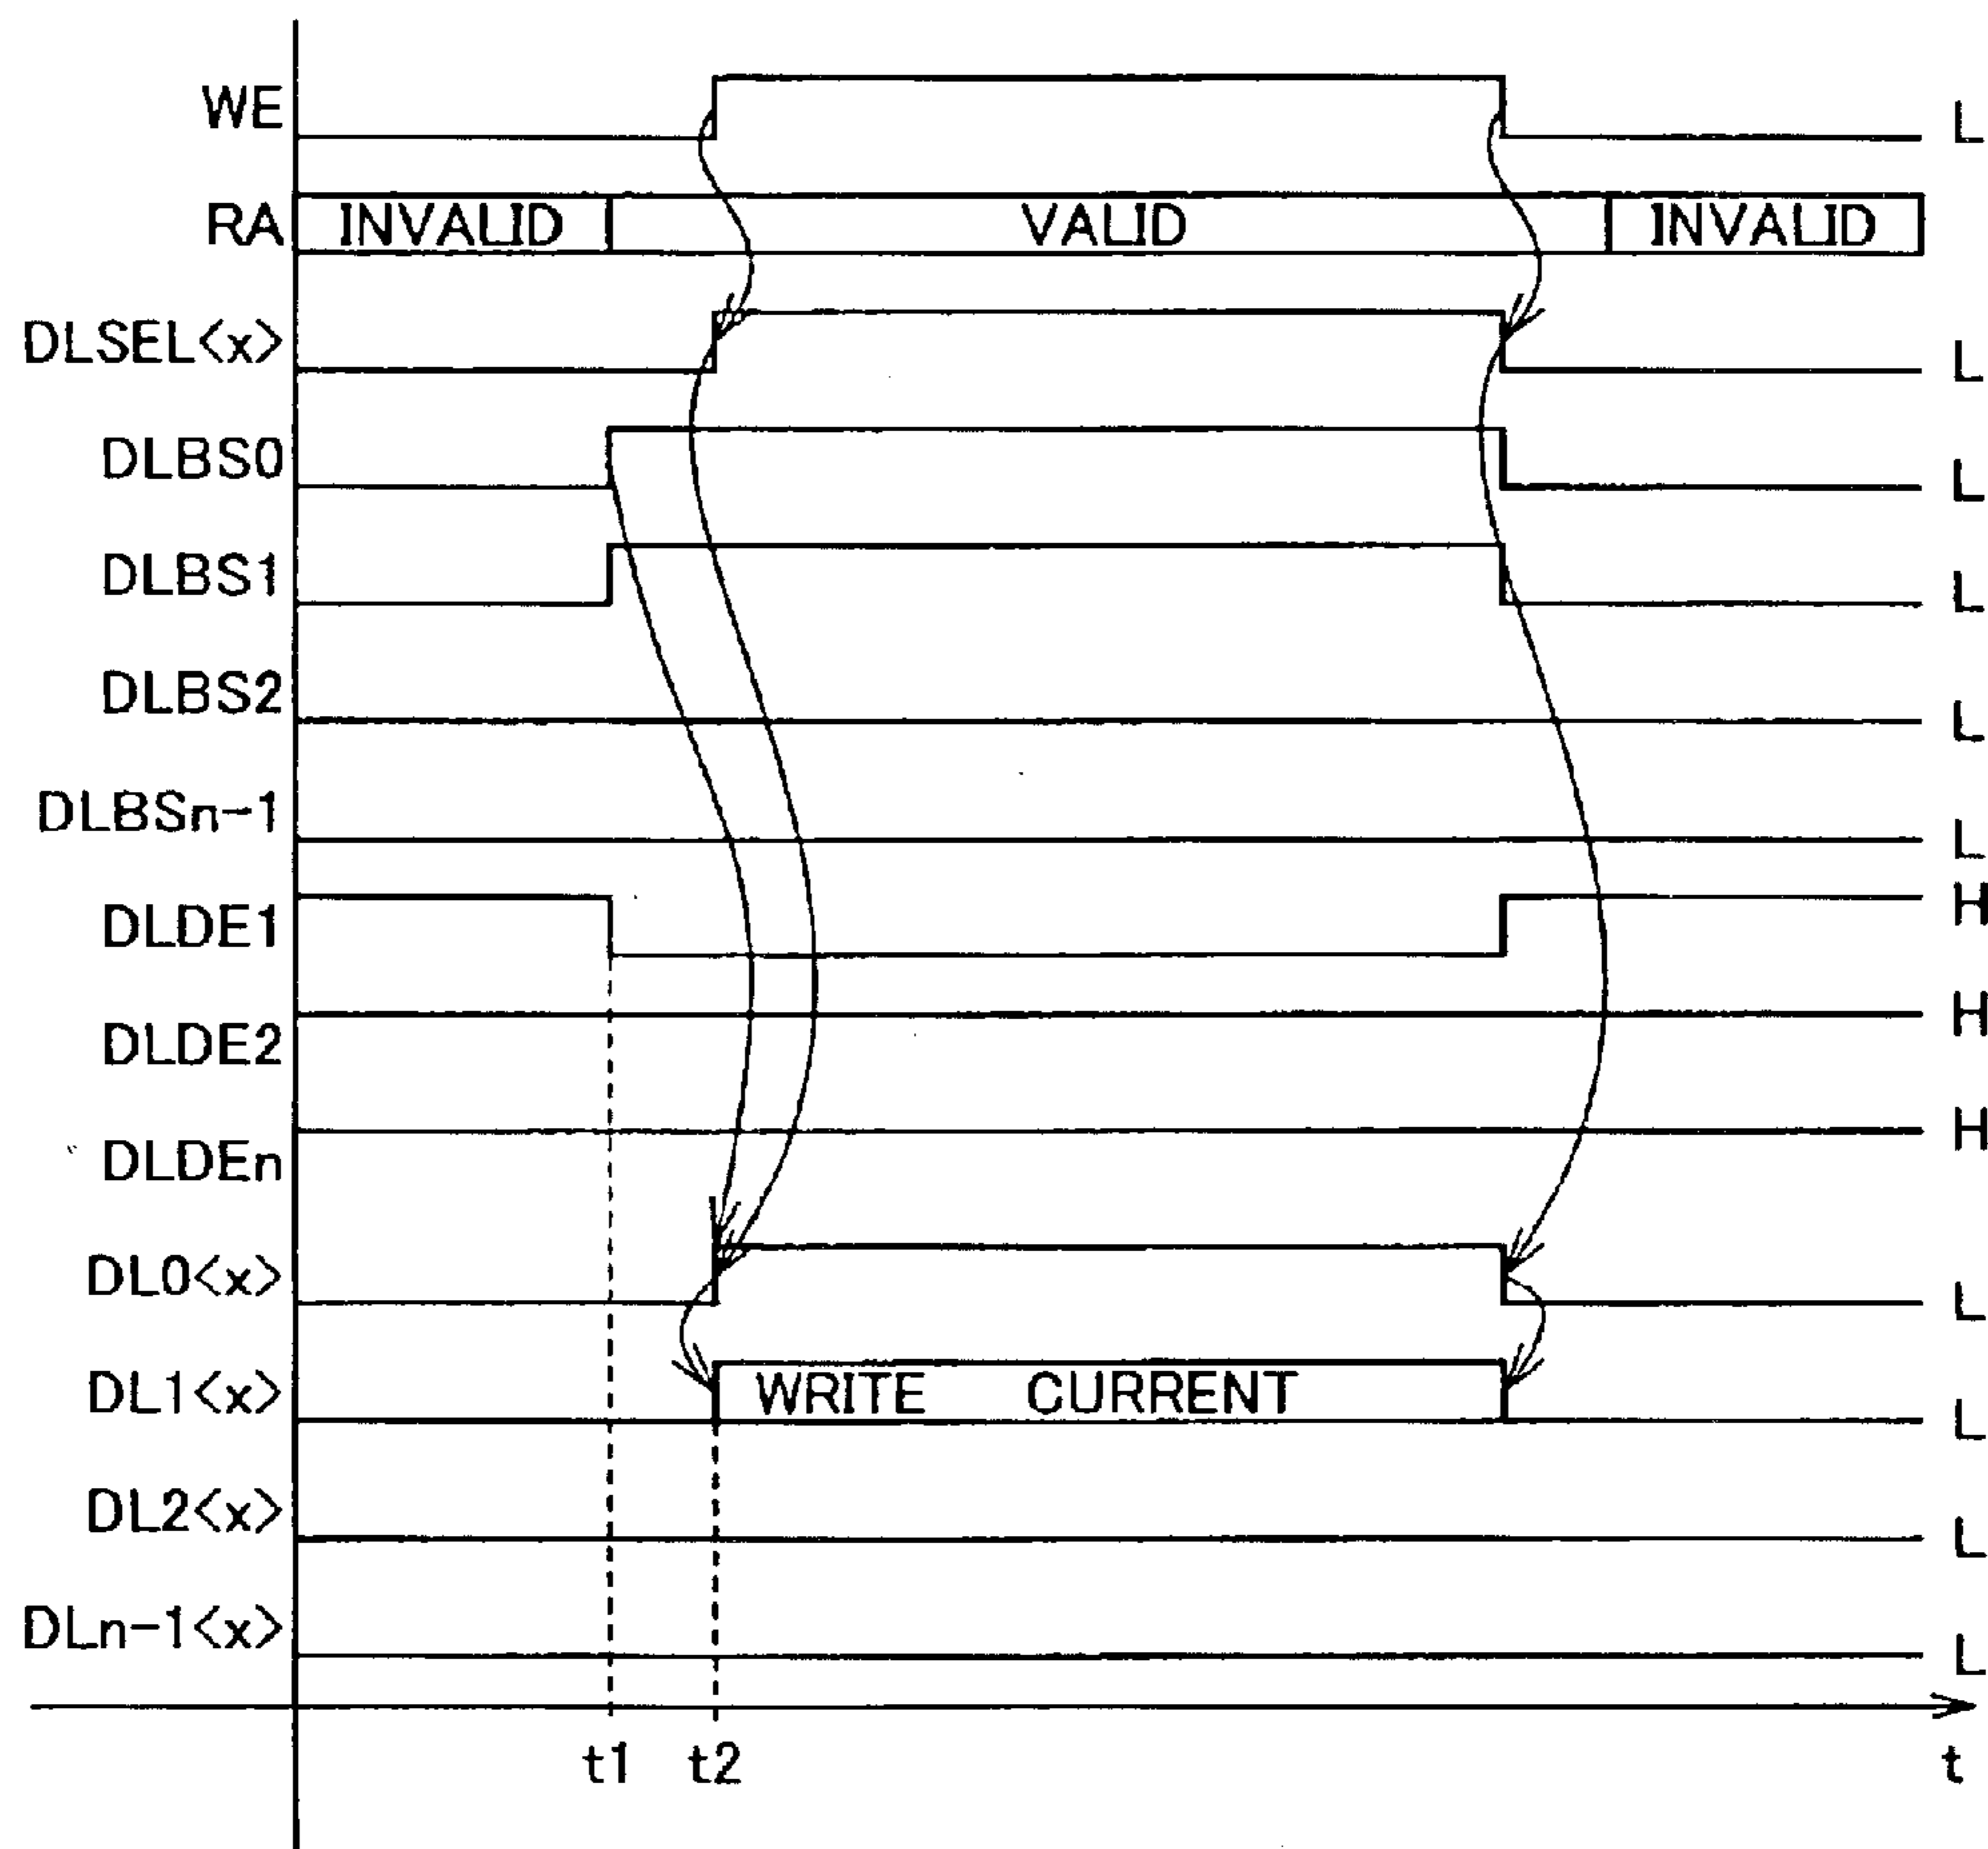 WE L
RA INVALID VALID INVALID
DLSEL<x> L
DLBS0 L
DLBS1 L
DLBS2 L
DLBSn-1 L
DLDE1 H
DLDE2 H
DLDEn H
DL0<x> L
DL1<x> WRITE CURRENT L
DL2<x> L
DLn-1<x> L
t1 t2 t